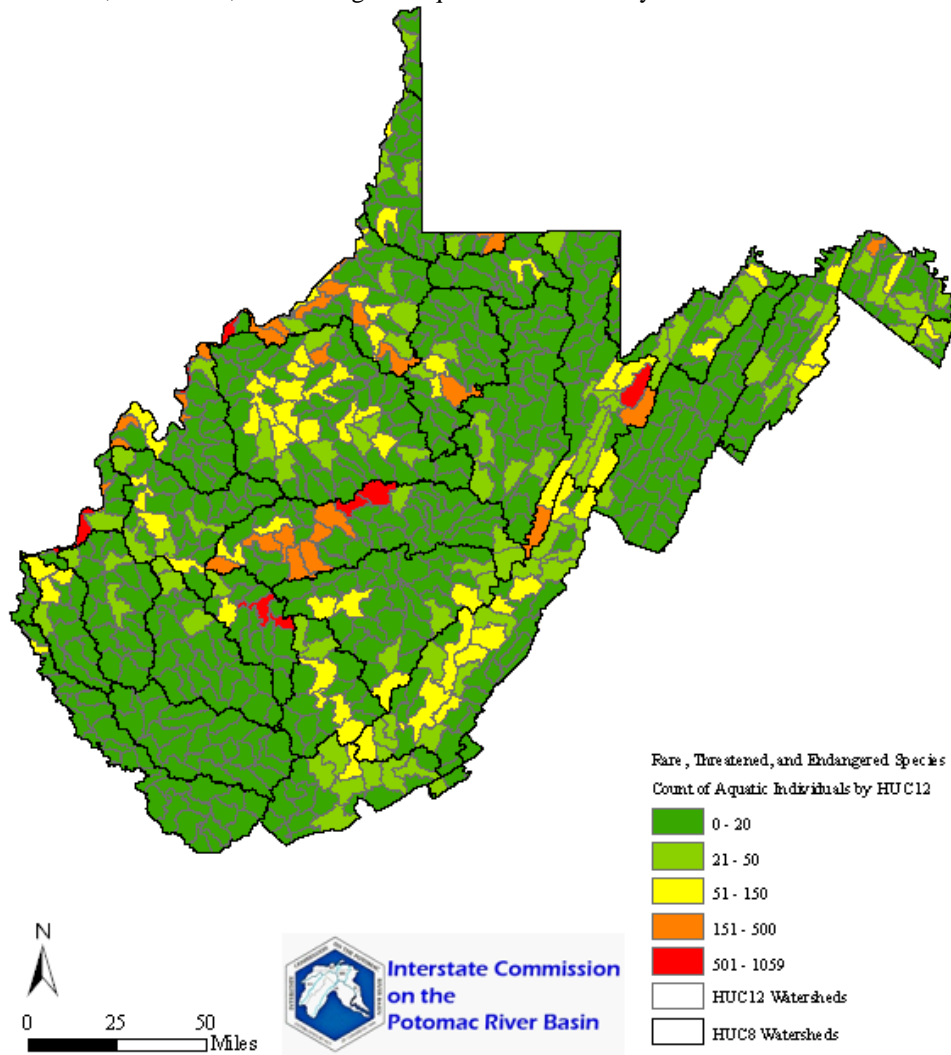 Rare, Threatened, and Endangered Species
Count of Aquatic Individuals by HUC12
0 - 20
21 - 50
51 - 150
151 - 500
501 - 1059
HUC12 Watersheds
HUC8 Watersheds
N
0 25 50
Miles
Interstate Commission
on the
Potomac River Basin